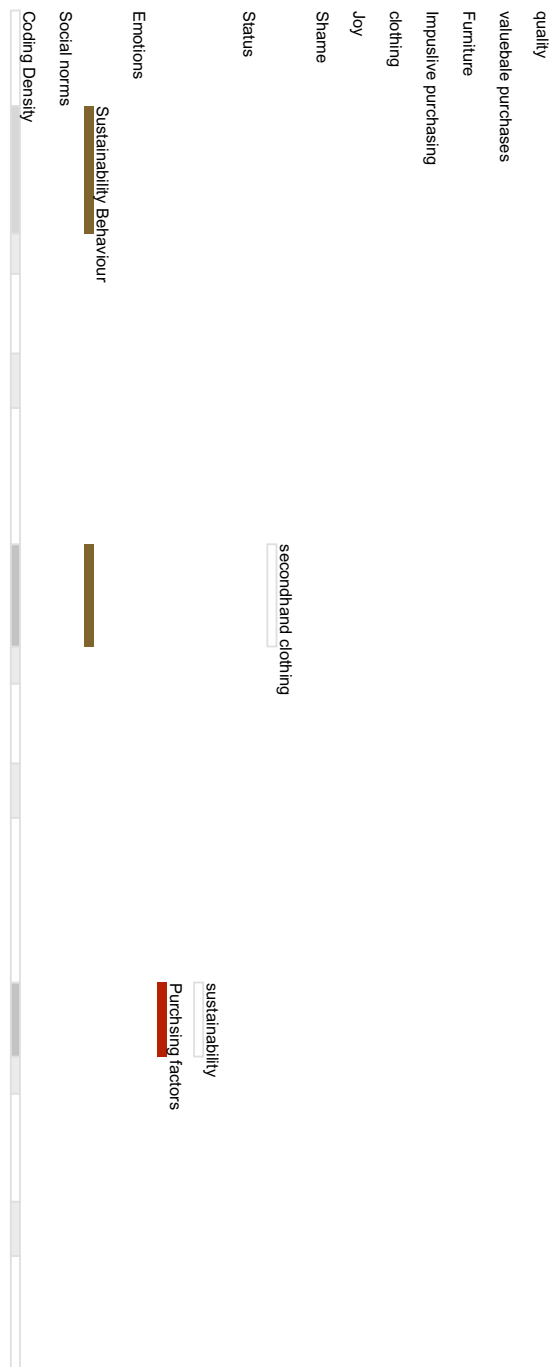 quality
valuebale purchases
Furniture
Impuslive purchasing
clothing
Joy
Shame
secondhand clothing
Status
sustainability
Purchsing factors
Emotions
Sustainability Behaviour
Social norms
Coding Density